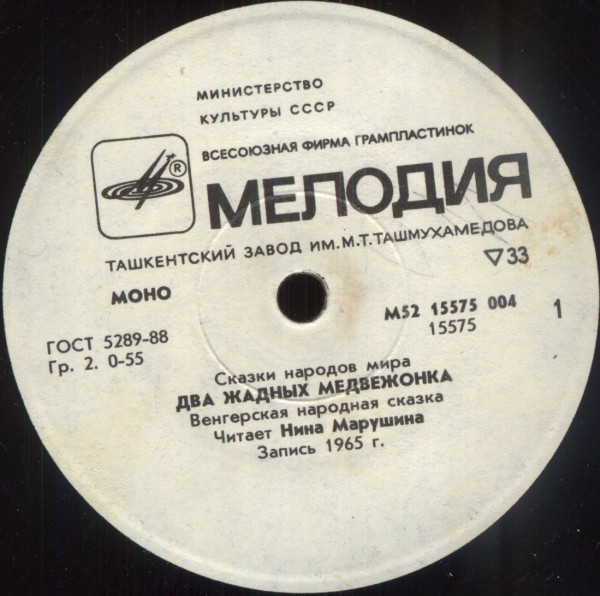 МИНИСТЕРСТВО
КУЛЬТУРЫ СССР
ВСЕСОЮЗНАЯ ФИРМА ГРАМПЛАСТИНОК
®
МЕЛОДИЯ
ТАШКЕНТСКИЙ ЗАВОД ИМ.М.Т.ТАШМУХАМЕДОВА
▽33
МОНО
М52 15575 004
15575
1
ГОСТ 5289-88
Гр. 2. 0-55
Сказки народов мира
ДВА ЖАДНЫХ МЕДВЕЖОНКА
Венгерская народная сказка
Читает Нина Марушина
Запись 1965 г.